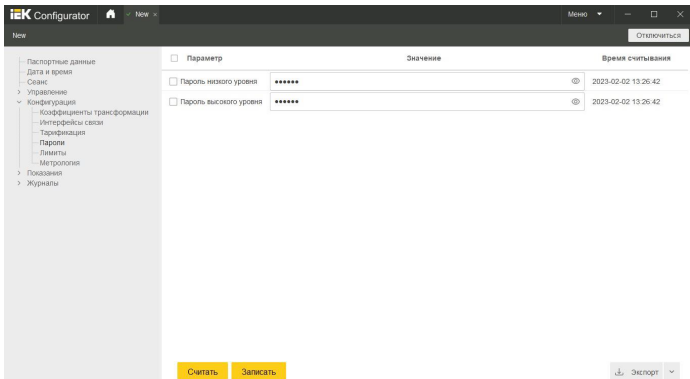 iEK Configurator New × Меню
New Отключиться
Параметр Значение Время считывания
Паспортные данные
Дата и время
Сеанс
> Управление
Конфигурация
Коэффициенты трансформации
Интерфейсы связи
Тарификация
Пароли
Лимиты
Метрология
> Показания
> Журналы
Пароль низкого уровня •••••• 2023-02-02 13:26:42
Пароль высокого уровня •••••• 2023-02-02 13:26:42
Считать Записать Экспорт